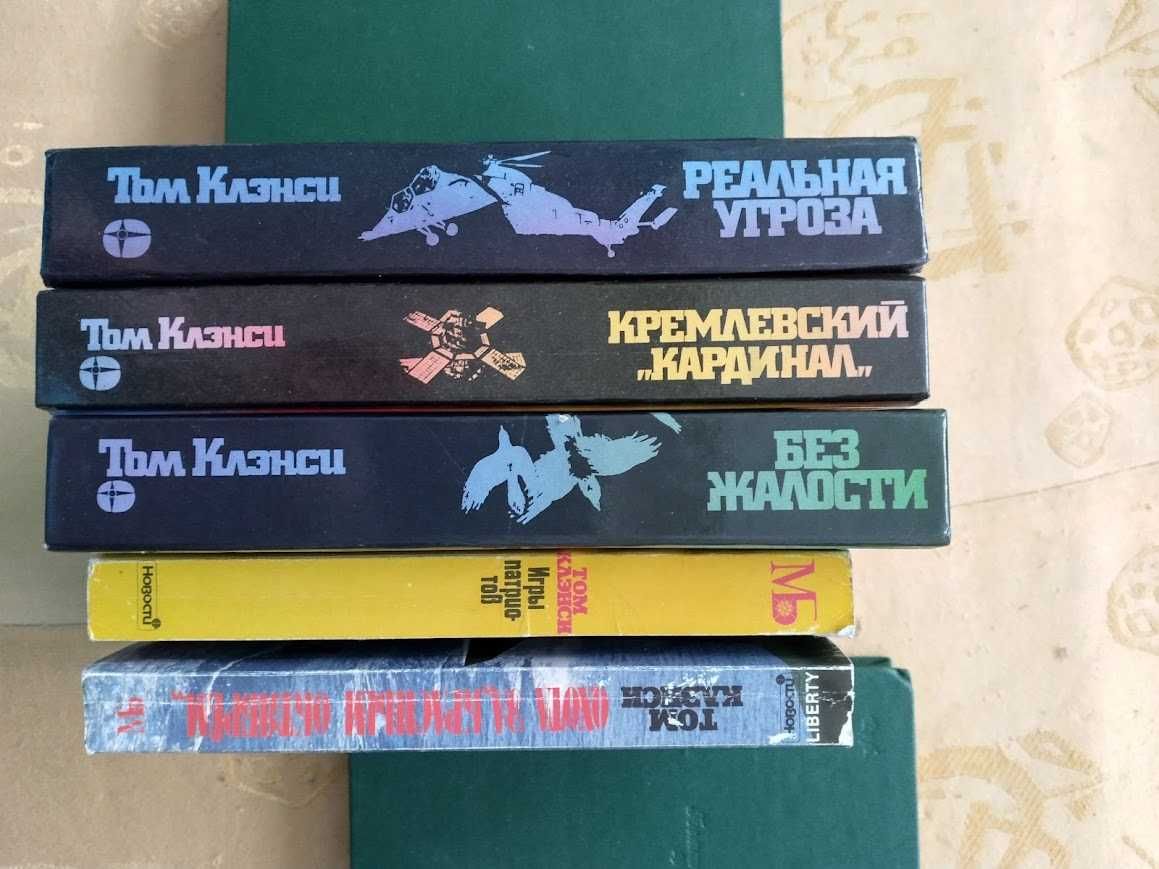 Том Клэнси
РЕАЛЬНАЯ
УГРОЗА
Том Клэнси
КРЕМЛЕВСКИЙ
„КАРДИНАЛ„
Том Клэнси
БЕЗ
ЖАЛОСТИ
Новости
Игры
патрио-
тов
ТОМ
КЛЭНСИ
МБ
МБ
ОХОТА ЗА „КРАСНЫМ ОКТЯБРЕМ„
ТОМ
КЛЭНСИ
Новости
LIBERTY